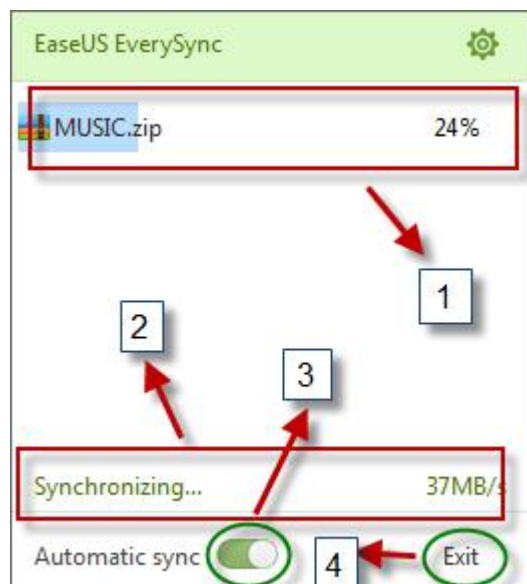 EaseUS EverySync
MUSIC.zip 24%
1
2
3
Synchronizing... 37MB/s
Automatic sync 4 Exit